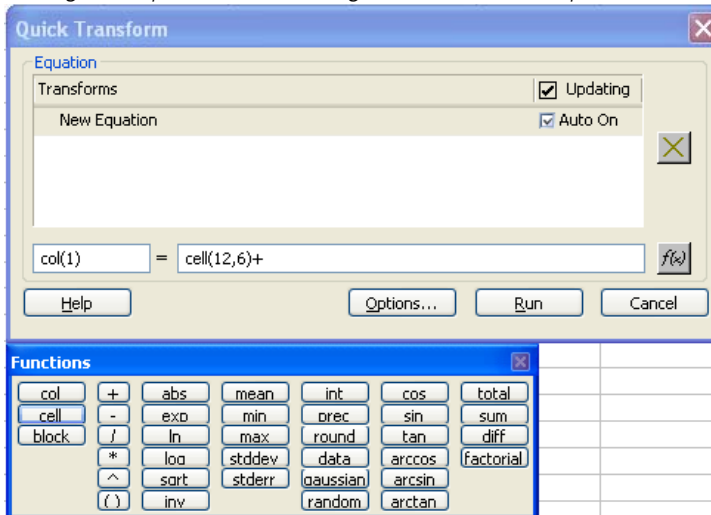 Quick Transform
Equation
Transforms Updating
New Equation Auto On
col(1) = cell(12,6)+ f(x)
Help Options... Run Cancel
Functions
col + abs mean int cos total
cell - exp min prec sin sum
block / ln max round tan diff
* log stddev data arccos factorial
^ sqrt stderr gaussian arcsin
() inv random arctan